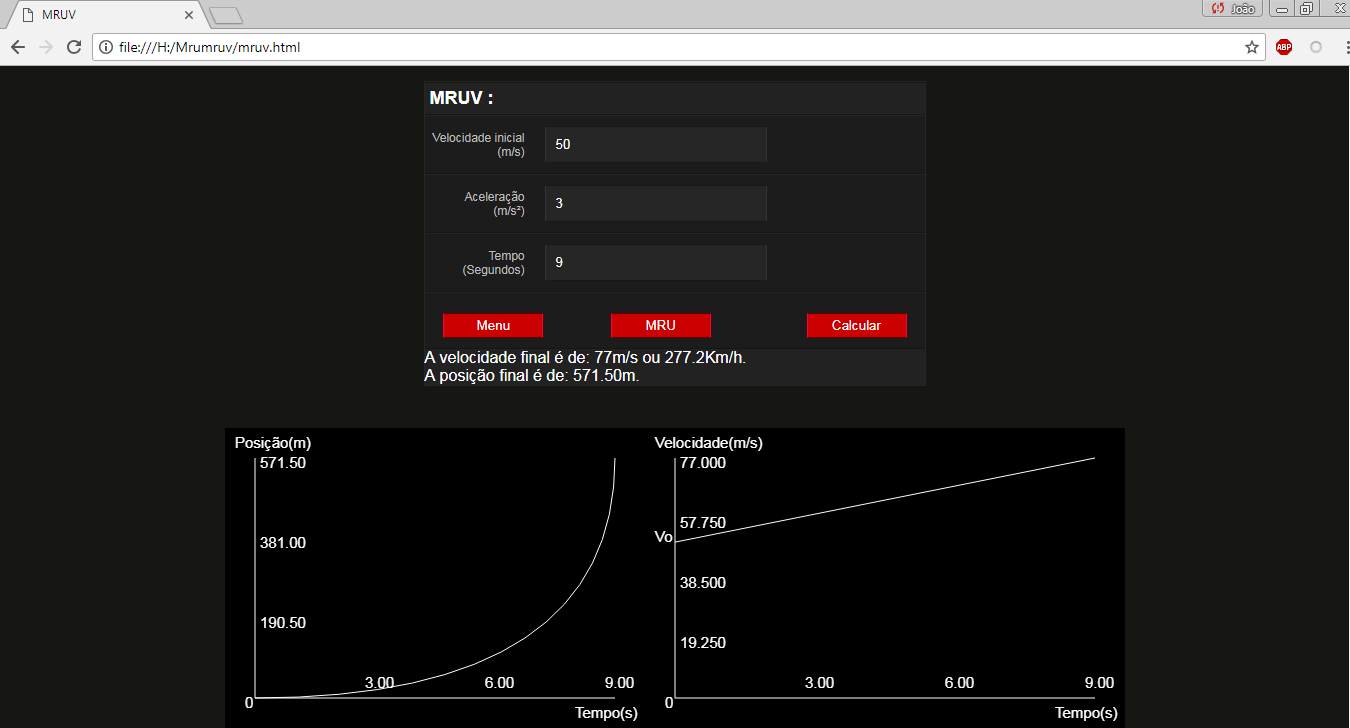 MRUV
João
file:///H:/Mrumruv/mruv.html
ABP
MRUV :
Velocidade inicial
(m/s)
50
Aceleração
(m/s²)
3
Tempo
(Segundos)
9
Menu
MRU
Calcular
A velocidade final é de: 77m/s ou 277.2Km/h.
A posição final é de: 571.50m.
Posição(m)
571.50
381.00
190.50
0
3.00
6.00
9.00
Tempo(s)
Velocidade(m/s)
77.000
57.750
Vo
38.500
19.250
0
3.00
6.00
9.00
Tempo(s)